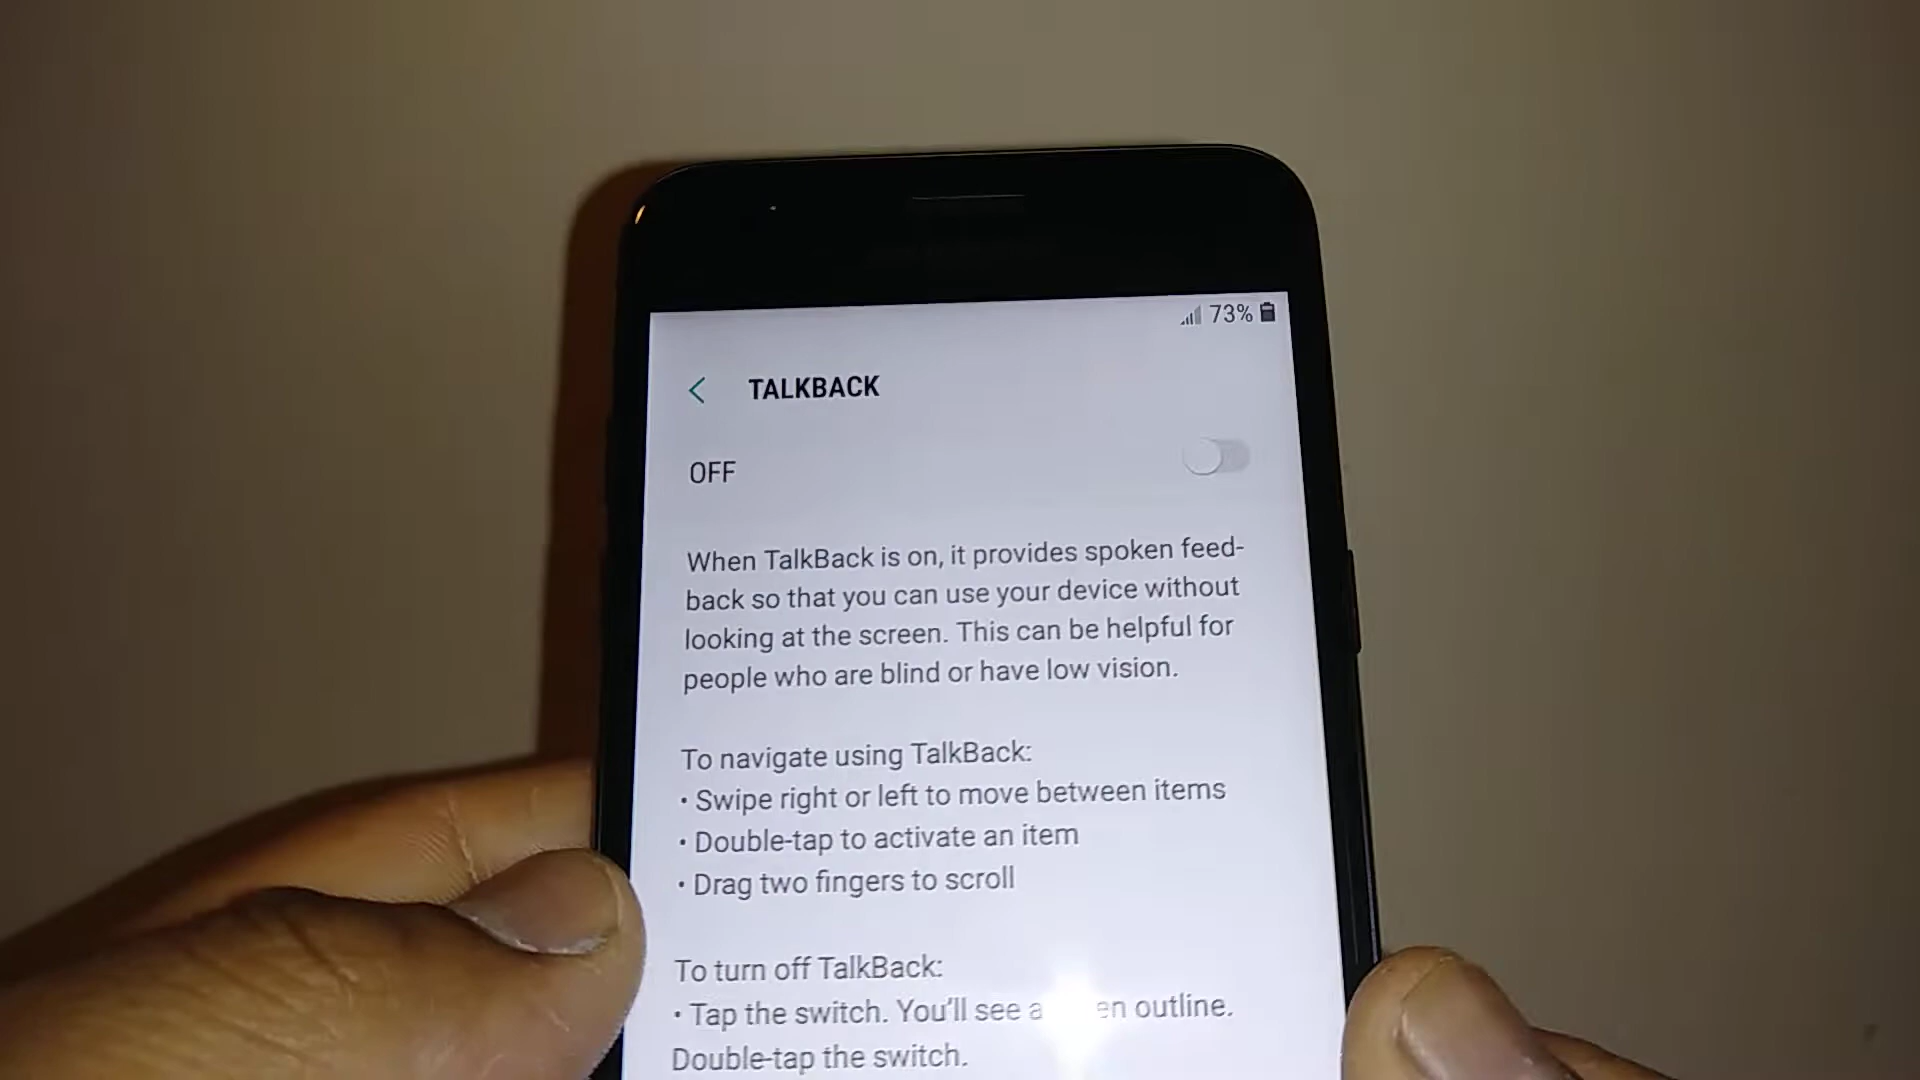 73%
TALKBACK
OFF
When TalkBack is on, it provides spoken feed-
back so that you can use your device without
looking at the screen. This can be helpful for
people who are blind or have low vision.
To navigate using TalkBack:
• Swipe right or left to move between items
• Double-tap to activate an item
• Drag two fingers to scroll
To turn off TalkBack:
• Tap the switch. You'll see a outline.
Double-tap the switch.